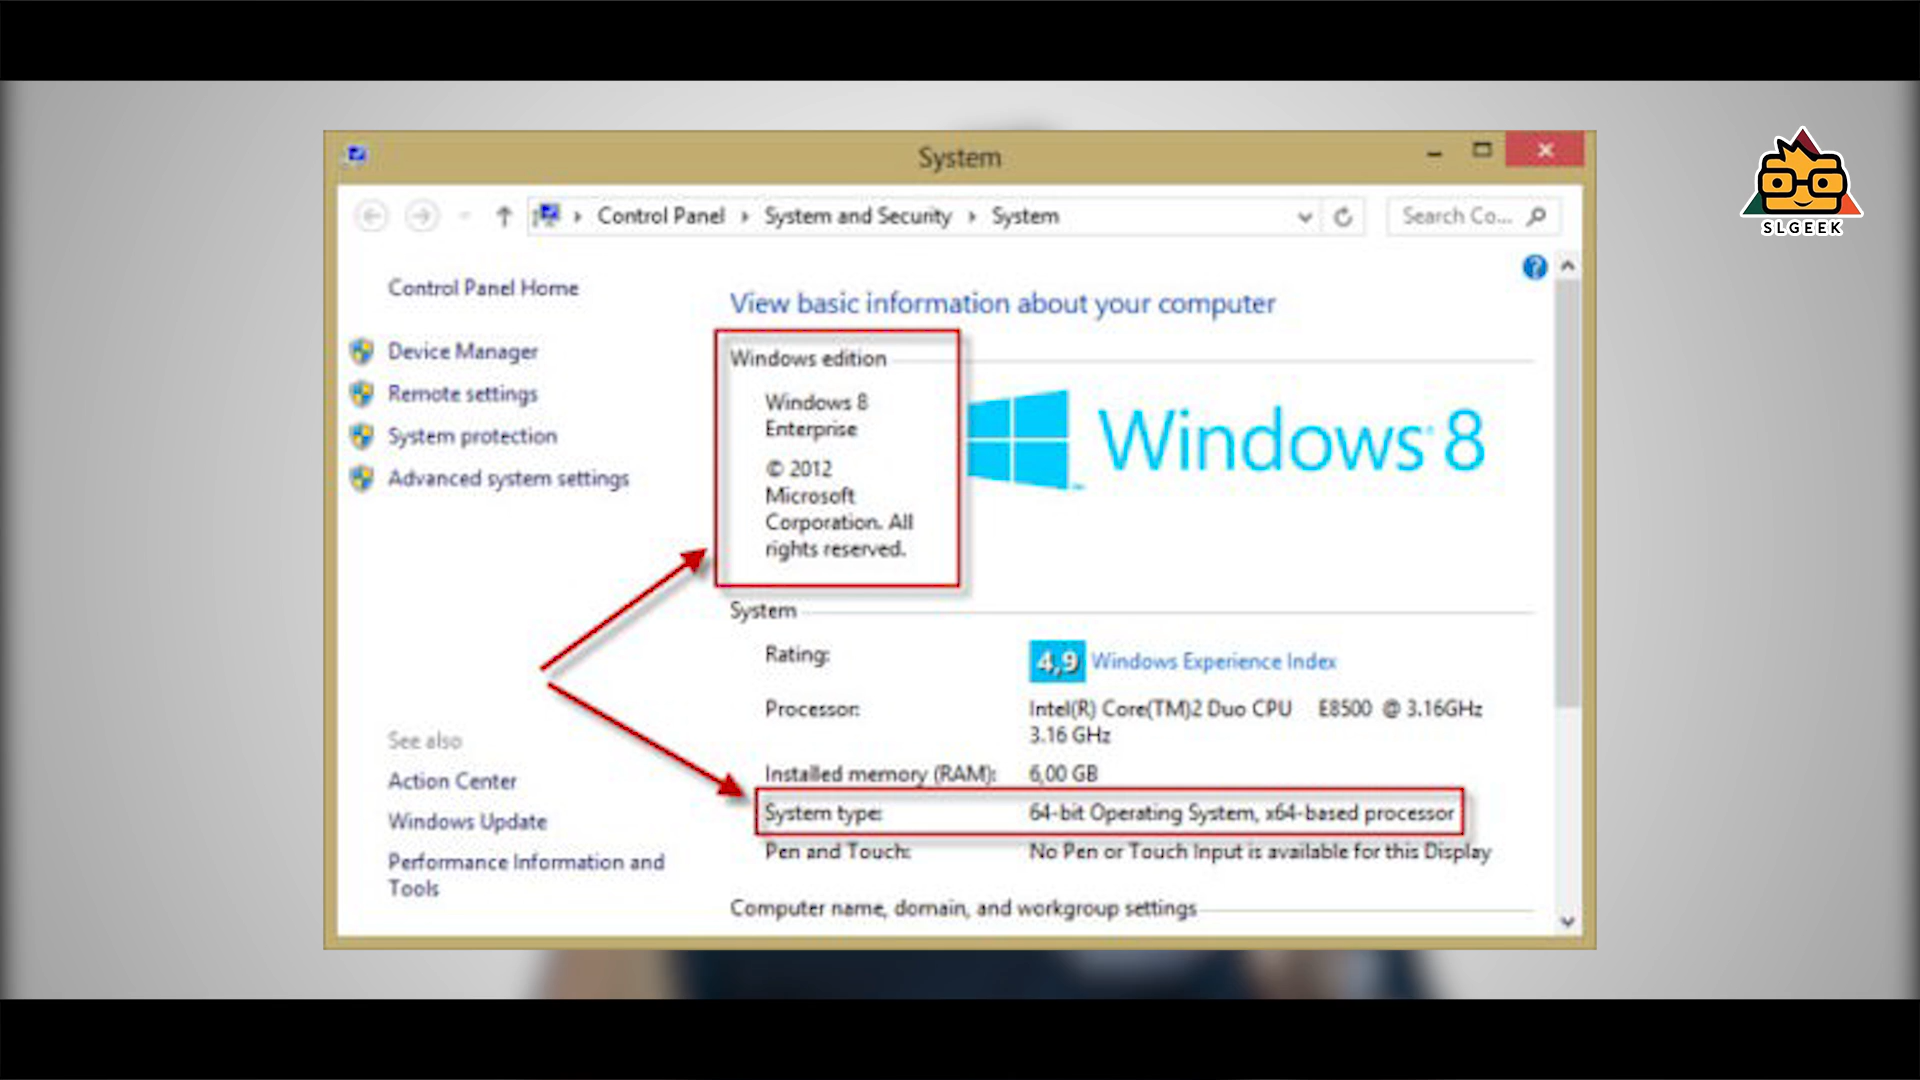 System
Control Panel
System and Security
System
Search Co...
SLGEEK
Control Panel Home
Device Manager
Remote settings
System protection
Advanced system settings
See also
Action Center
Windows Update
Performance Information and
Tools
View basic information about your computer
Windows edition
Windows 8
Enterprise
© 2012
Microsoft
Corporation. All
rights reserved.
Windows 8
System
Rating: 4,9 Windows Experience Index
Processor: Intel(R) Core(TM)2 Duo CPU E8500 @ 3.16GHz
3.16 GHz
Installed memory (RAM): 6,00 GB
System type: 64-bit Operating System, x64-based processor
Pen and Touch: No Pen or Touch Input is available for this Display
Computer name, domain, and workgroup settings